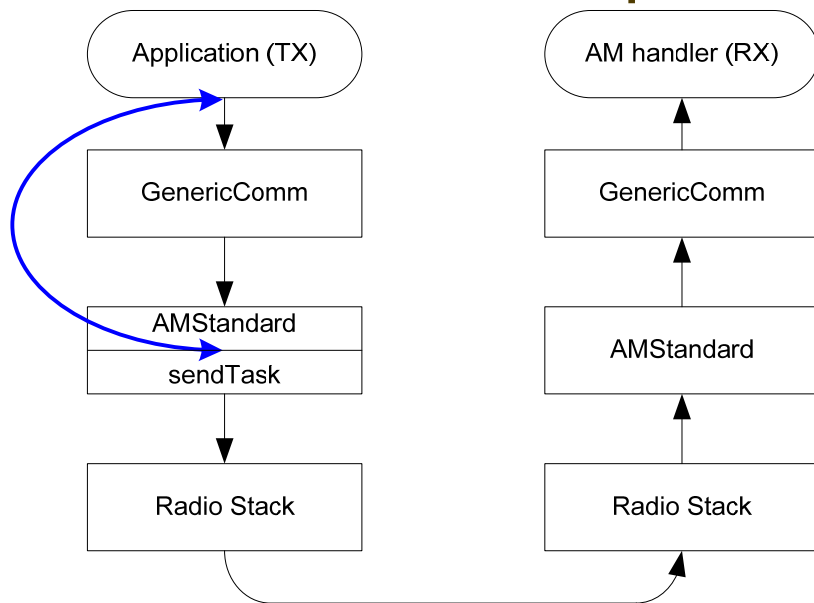 Application (TX)
GenericComm
AMStandard
sendTask
Radio Stack
AM handler (RX)
GenericComm
AMStandard
Radio Stack